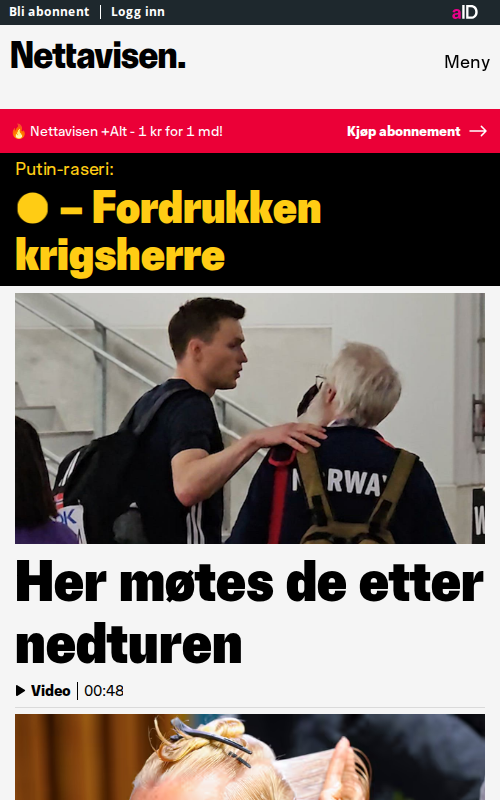 Bli abonnent | Logg inn
aID
Nettavisen.
Meny
🔥 Nettavisen +Alt - 1 kr for 1 md!
Kjøp abonnement →
Putin-raseri:
– Fordrukken
krigsherre
Her møtes de etter
nedturen
Video | 00:48